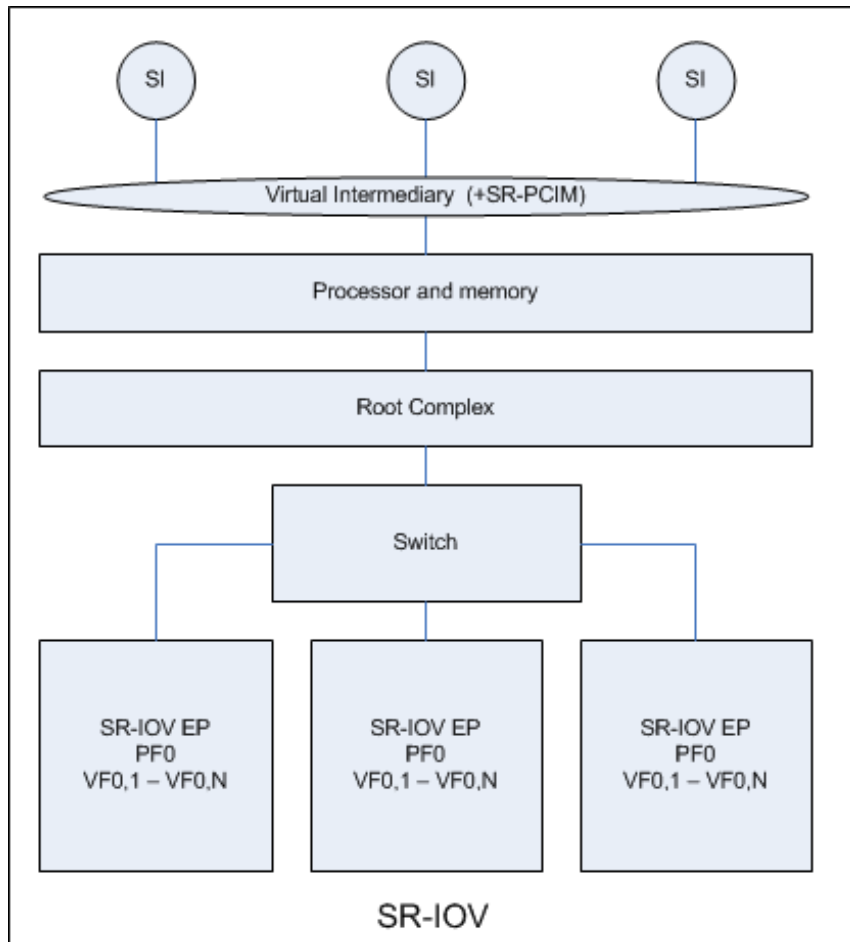 SI
SI
SI
Virtual Intermediary (+SR-PCIM)
Processor and memory
Root Complex
Switch
SR-IOV EP
PF0
VF0,1 – VF0,N
SR-IOV EP
PF0
VF0,1 – VF0,N
SR-IOV EP
PF0
VF0,1 – VF0,N
SR-IOV